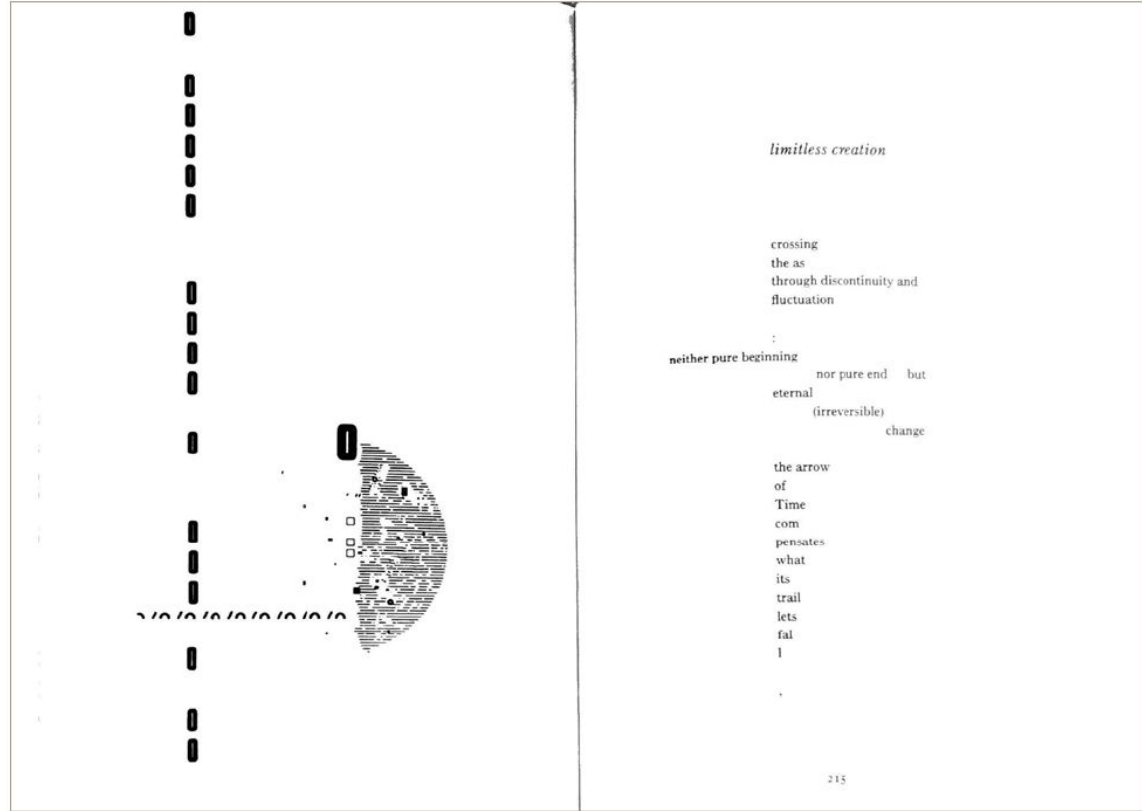 limitless creation
crossing
the as
through discontinuity and
fluctuation
:
neither pure beginning
nor pure end but
eternal
(irreversible)
change
the arrow
of
Time
com
pensates
what
its
trail
lets
fal
l
.
215